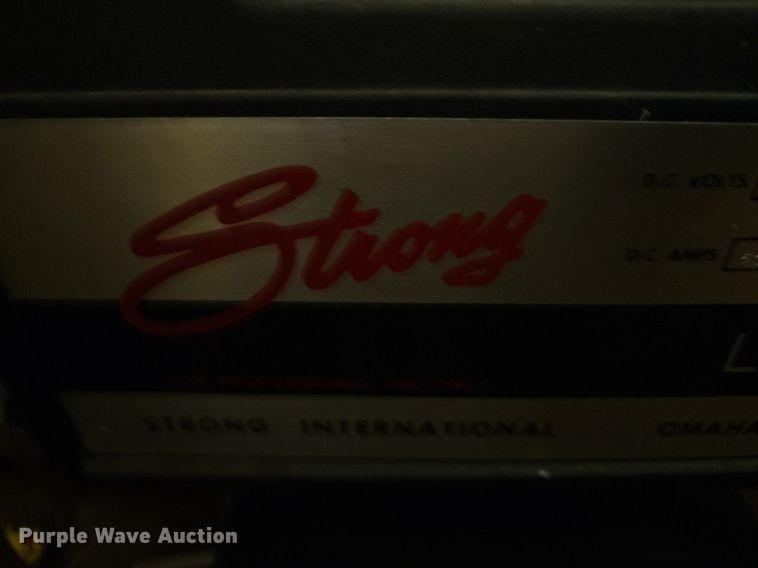 Strong
D.C. VOLTS
D.C. AMPS
L
FOR PROFESSIONAL USE ONLY
STRONG INTERNATIONAL OMAHA
Purple Wave Auction